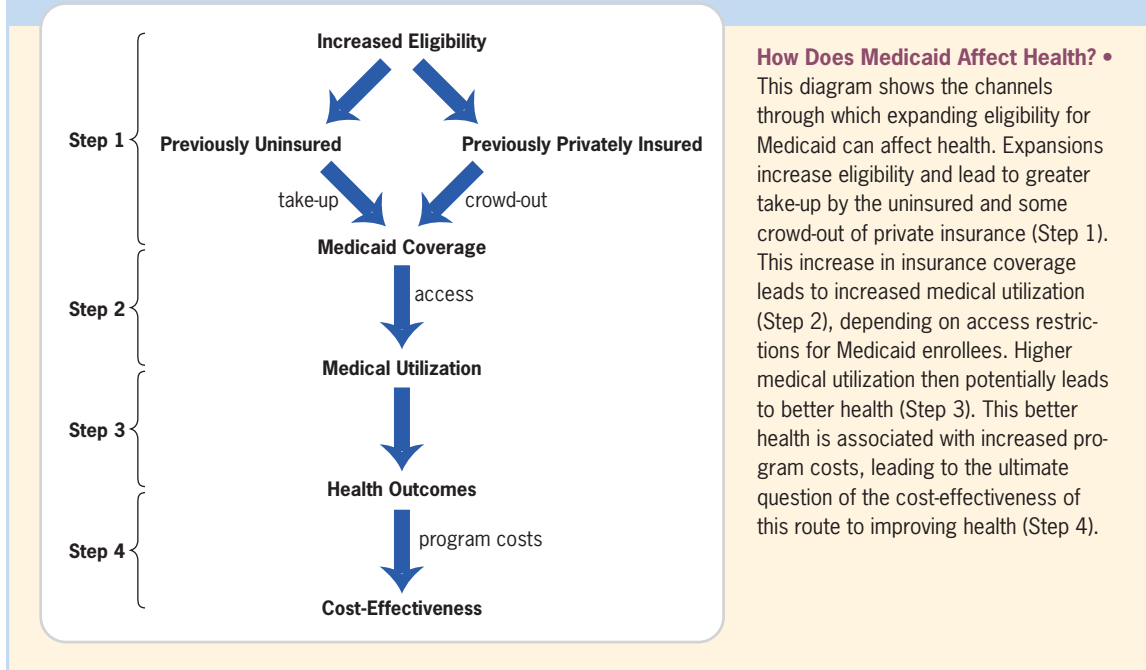 Increased Eligibility
Step 1
Previously Uninsured
Previously Privately Insured
take-up
crowd-out
Medicaid Coverage
Step 2
access
Medical Utilization
Step 3
Health Outcomes
Step 4
program costs
Cost-Effectiveness
How Does Medicaid Affect Health? •
This diagram shows the channels
through which expanding eligibility for
Medicaid can affect health. Expansions
increase eligibility and lead to greater
take-up by the uninsured and some
crowd-out of private insurance (Step 1).
This increase in insurance coverage
leads to increased medical utilization
(Step 2), depending on access restric-
tions for Medicaid enrollees. Higher
medical utilization then potentially leads
to better health (Step 3). This better
health is associated with increased pro-
gram costs, leading to the ultimate
question of the cost-effectiveness of
this route to improving health (Step 4).